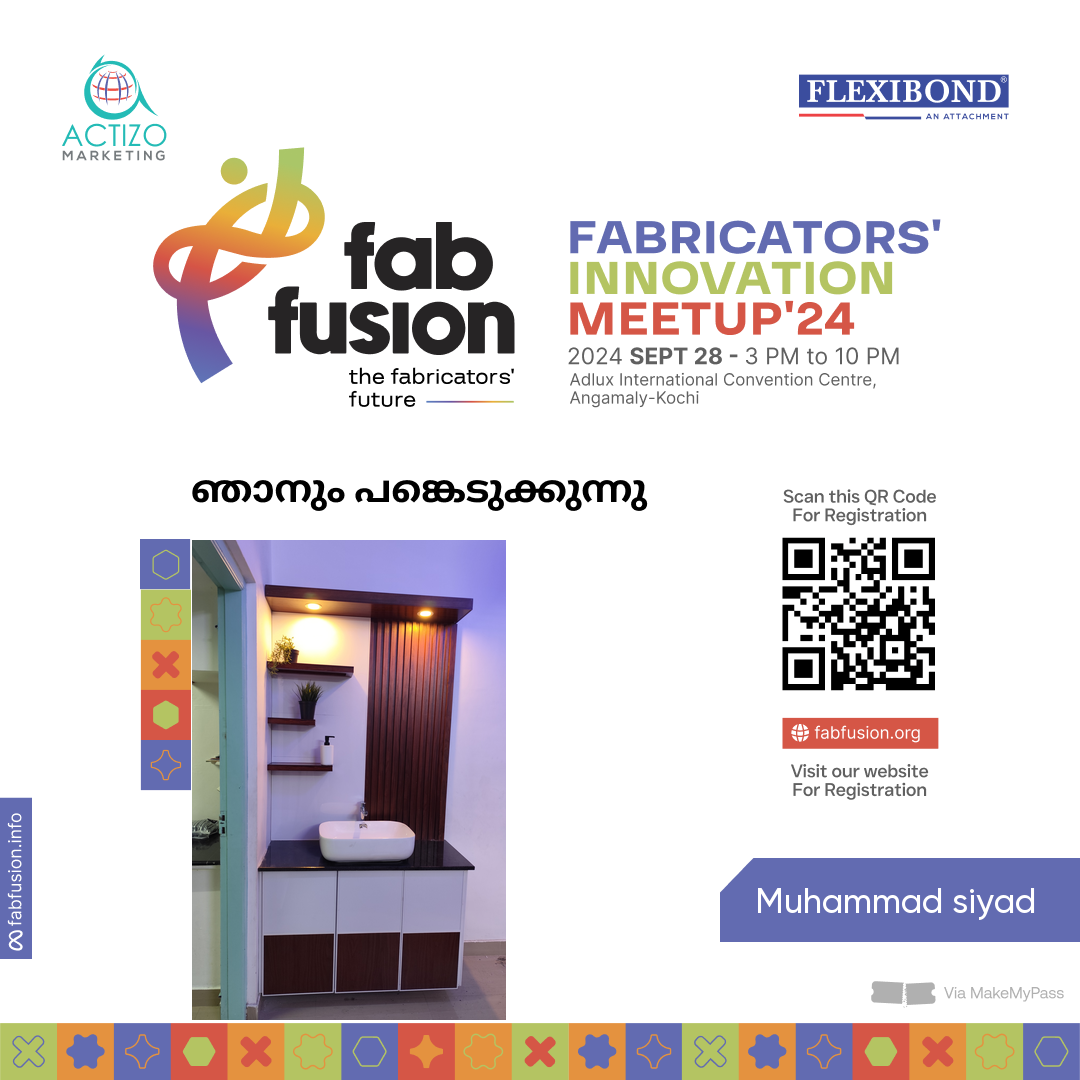 ACTIZO
MARKETING
FLEXIBOND®
AN ATTACHMENT
fab
fusion
the fabricators'
future
FABRICATORS'
INNOVATION
MEETUP'24
2024 SEPT 28 - 3 PM to 10 PM
Adlux International Convention Centre,
Angamaly-Kochi
ഞാനും പങ്കെടുക്കുന്നു
Scan this QR Code
For Registration
fabfusion.org
Visit our website
For Registration
fabfusion.info
Muhammad siyad
Via MakeMyPass